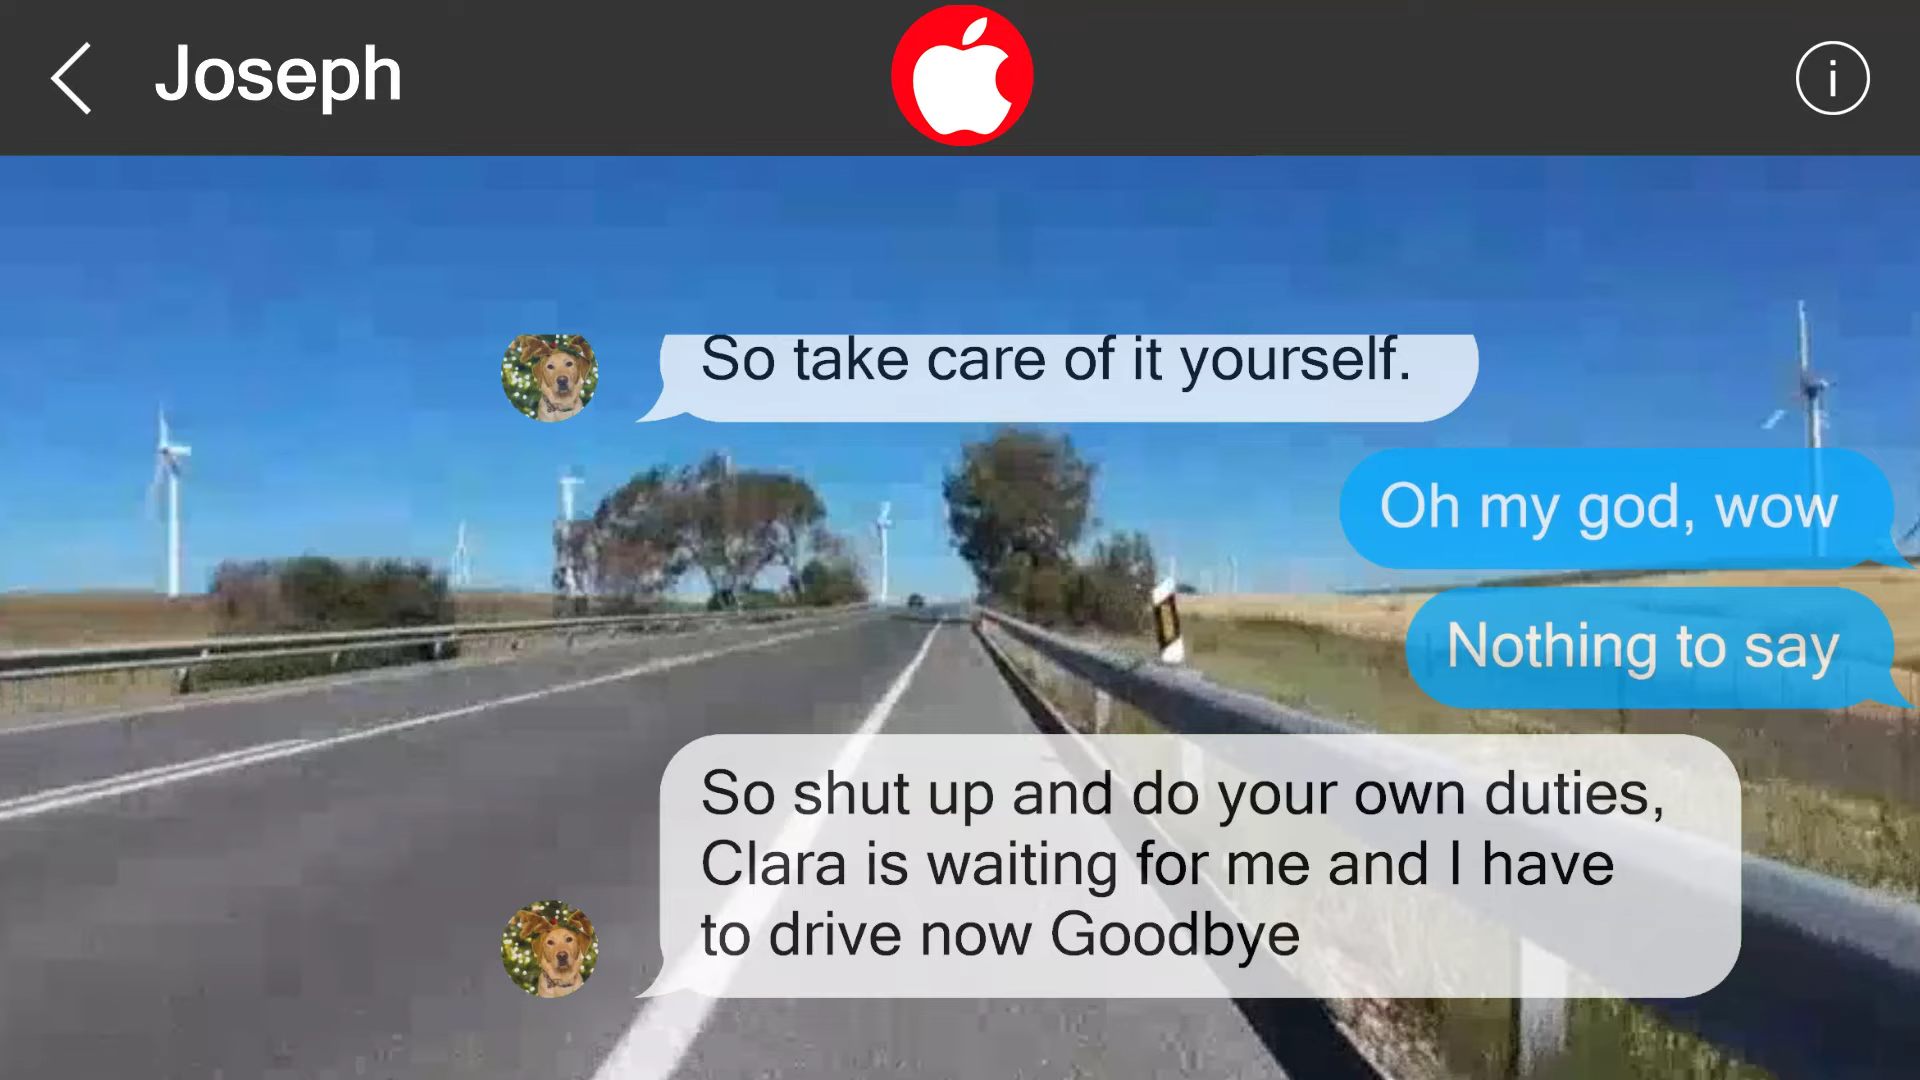 Joseph
i
So take care of it yourself.
Oh my god, wow
Nothing to say
So shut up and do your own duties,
Clara is waiting for me and I have
to drive now Goodbye